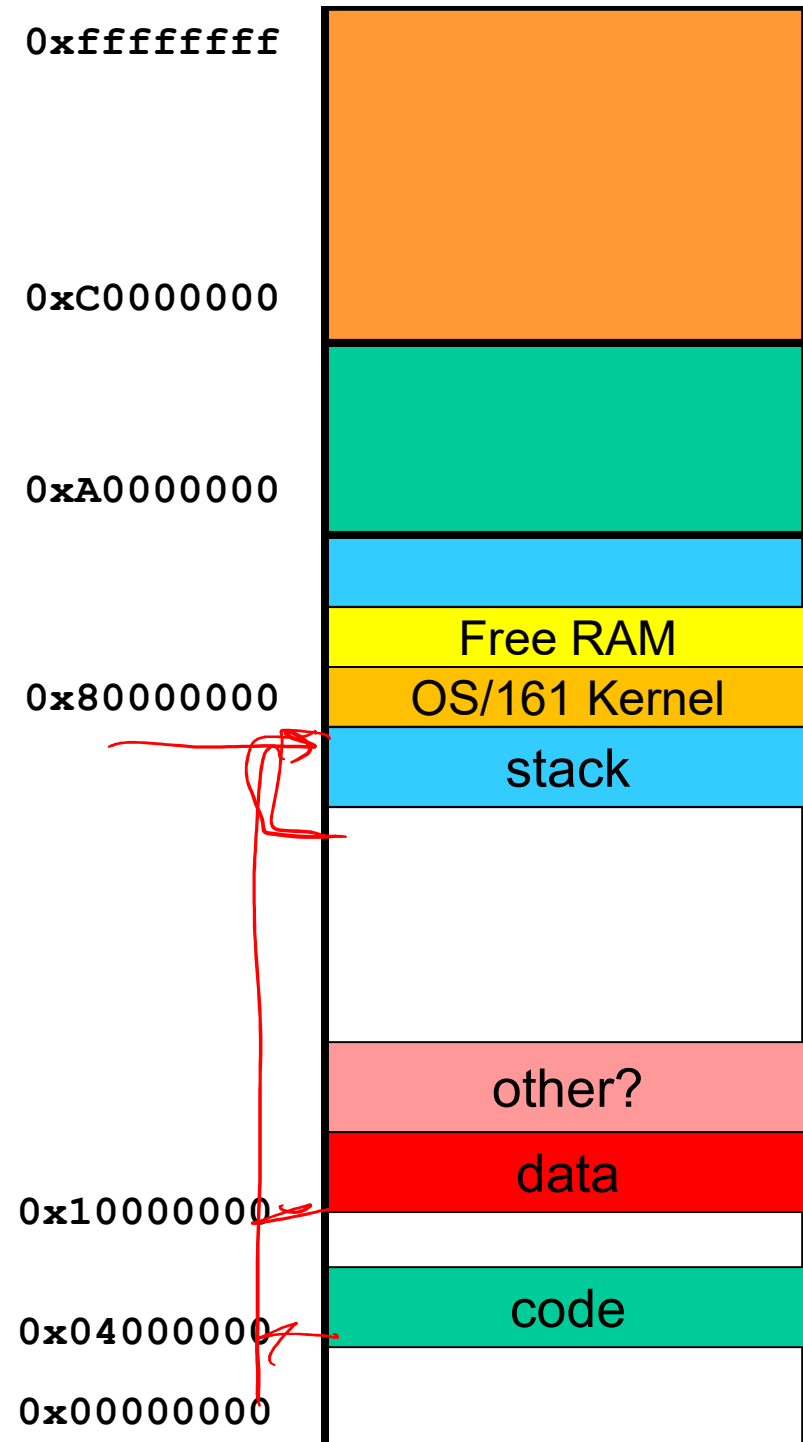 0xffffffff
0xC0000000
0xA0000000
Free RAM
0x80000000 OS/161 Kernel
stack
other?
data
0x10000000
code
0x04000000
0x00000000